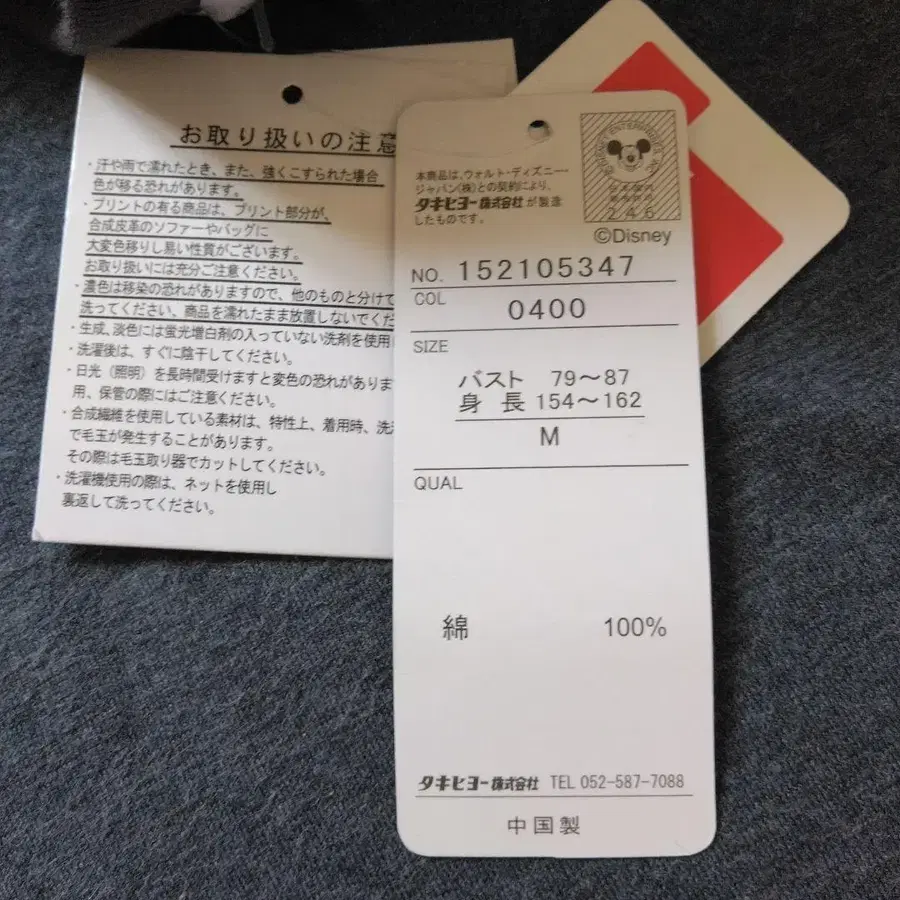 お取り扱いの注意
・汗や雨で濡れたとき、また、強くこすられた場合
色が移る恐れがあります。
・プリントの有る商品は、プリント部分が、
合成皮革のソファーやバッグに
大変色移りし易い性質がございます。
お取り扱いには充分ご注意ください。
・濃色は移染の恐れがありますので、他のものと分けて
洗ってください、商品を濡れたまま放置しないでくだ
・生成、淡色には蛍光増白剤の入っていない洗剤を使用
・洗濯後は、すぐに陰干してください。
・日光（照明）を長時間受けますと変色の恐れがありま
用、保管の際にはご注意ください。
・合成繊維を使用している素材は、特性上、着用時、洗
で毛玉が発生することがあります。
その際は毛玉取り器でカットしてください。
・洗濯機使用の際は、ネットを使用し
裏返して洗ってください。
本商品は、ウォルト・ディズニー・
ジャパン(株)との契約により、
タキヒヨー株式会社が製造
したものです。
246
©Disney
NO. 152105347
COL
0400
SIZE
バスト 79～87
身長 154～162
M
QUAL
綿 100%
タキヒヨー株式会社 TEL 052-587-7088
中国製